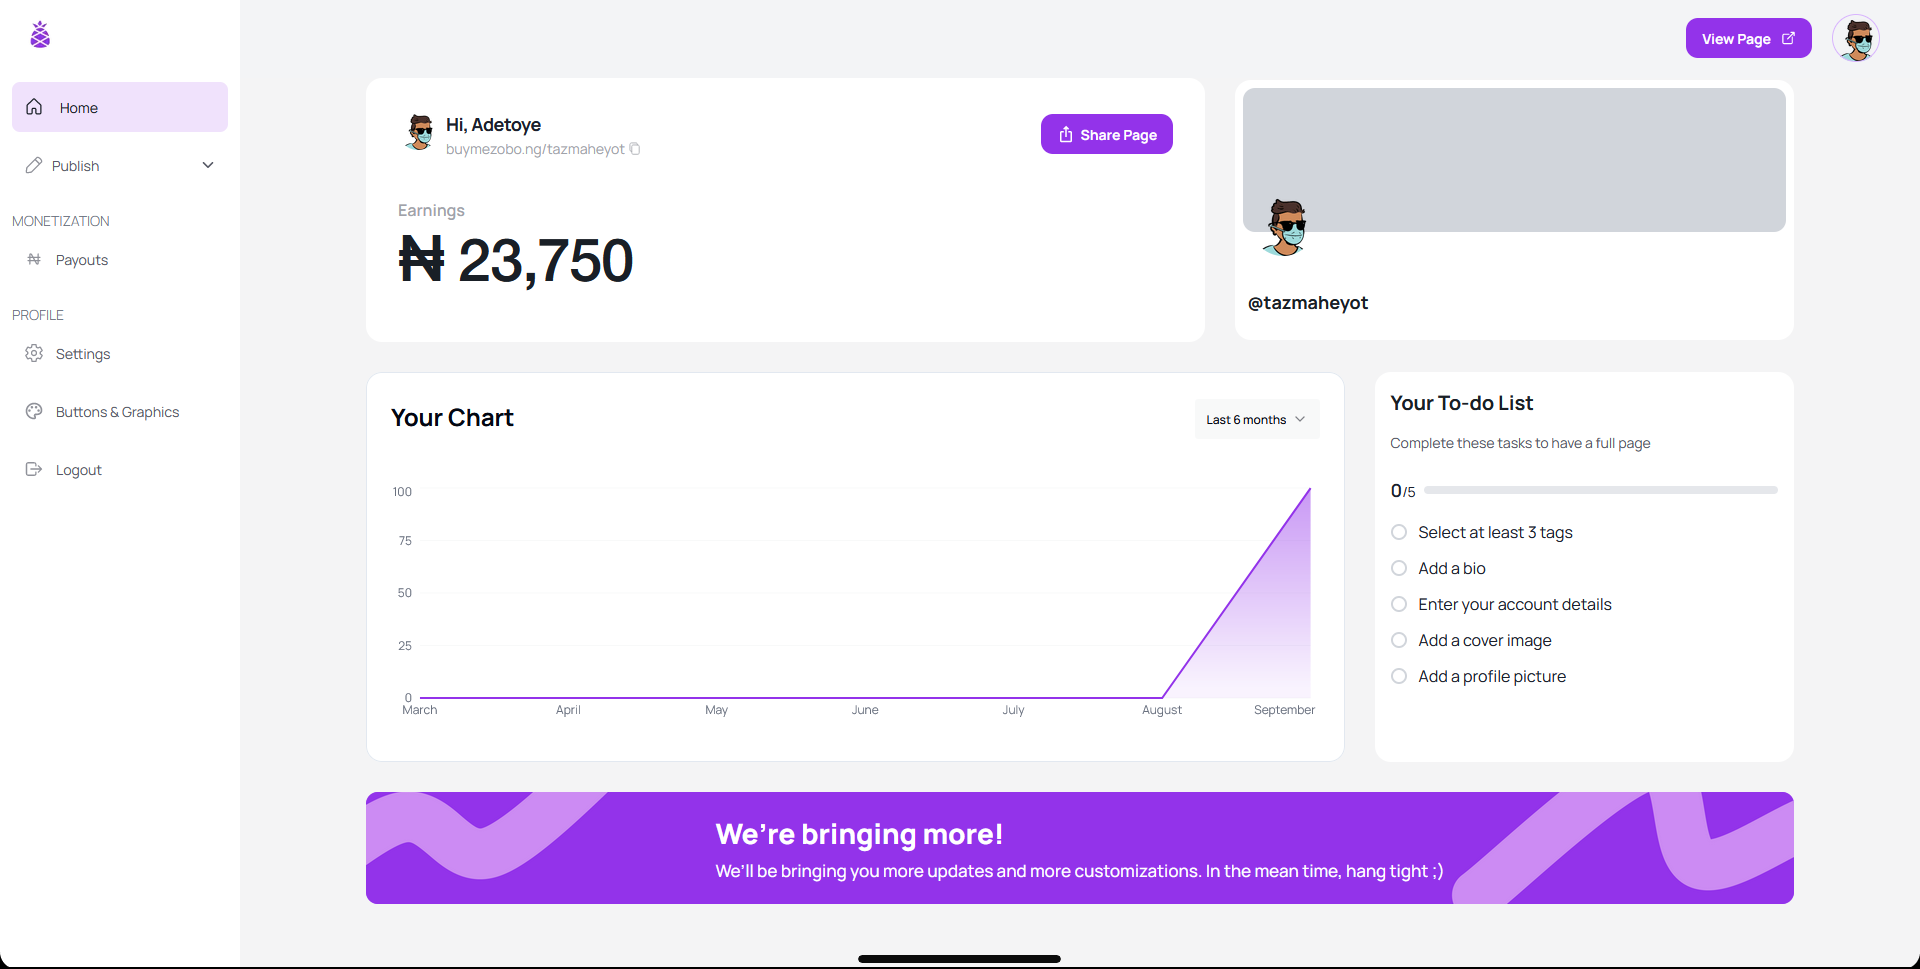 View Page
Home
Publish
MONETIZATION
₦ Payouts
PROFILE
Settings
Buttons & Graphics
Logout
Hi, Adetoye
buymezobo.ng/tazmaheyot
Share Page
Earnings
₦ 23,750
@tazmaheyot
Your Chart
Last 6 months
100
75
50
25
0
March April May June July August September
Your To-do List
Complete these tasks to have a full page
0/5
Select at least 3 tags
Add a bio
Enter your account details
Add a cover image
Add a profile picture
We’re bringing more!
We’ll be bringing you more updates and more customizations. In the mean time, hang tight ;)